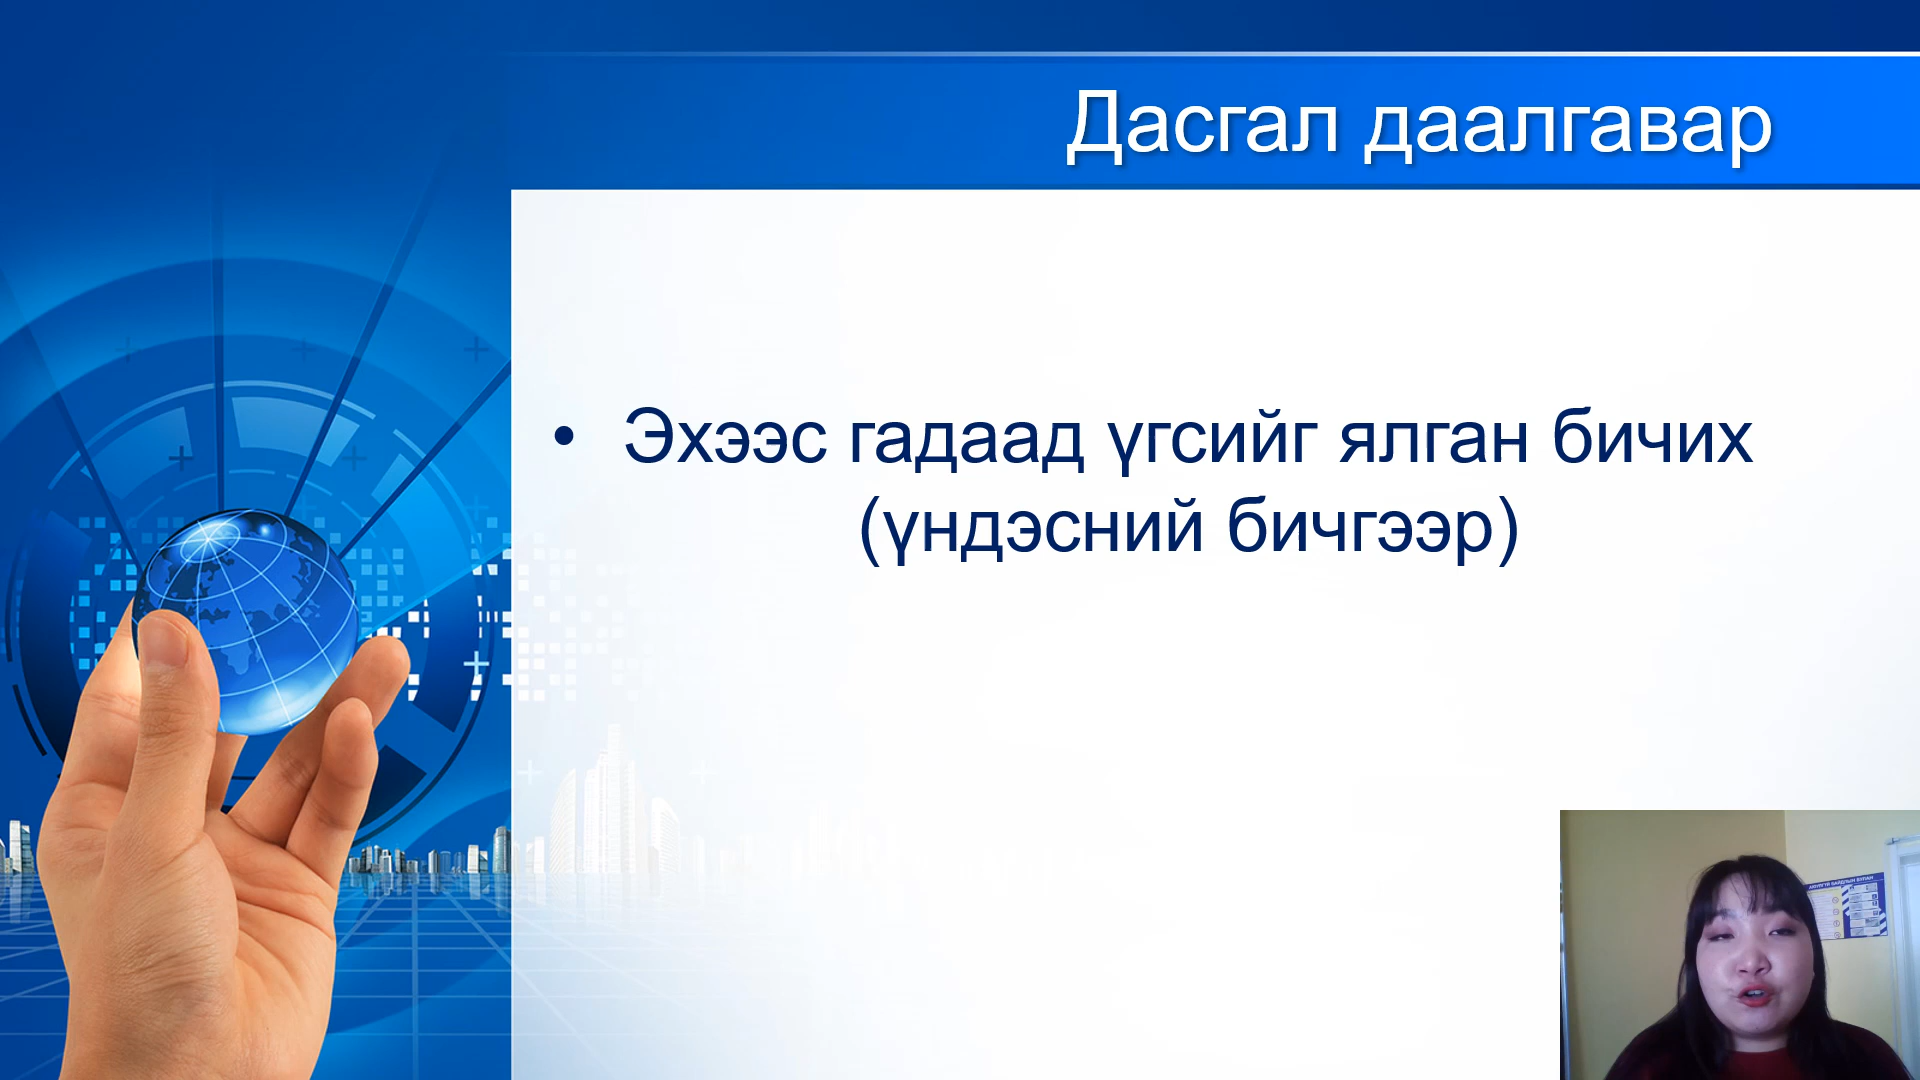 Дасгал даалгавар
• Эхээс гадаад үгсийг ялган бичих
(үндэсний бичгээр)